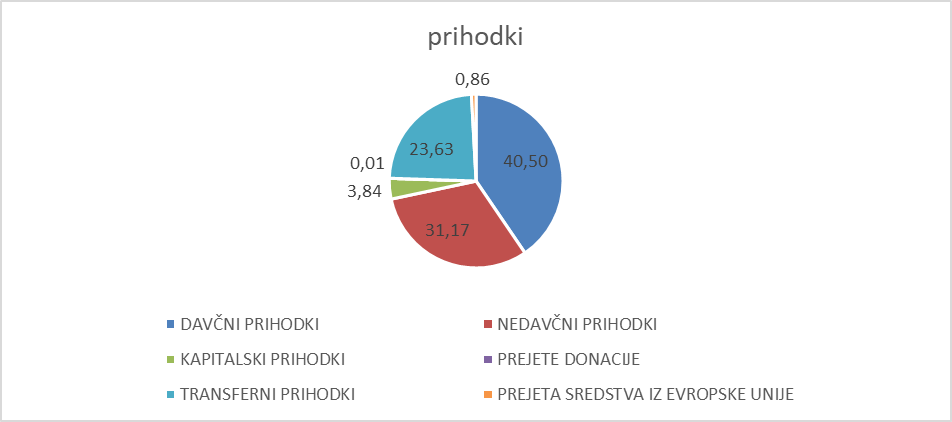 prihodki
0,86
40,50
23,63
0,01
3,84
31,17
DAVČNI PRIHODKI
NEDAVČNI PRIHODKI
KAPITALSKI PRIHODKI
PREJETE DONACIJE
TRANSFERNI PRIHODKI
PREJETA SREDSTVA IZ EVROPSKE UNIJE